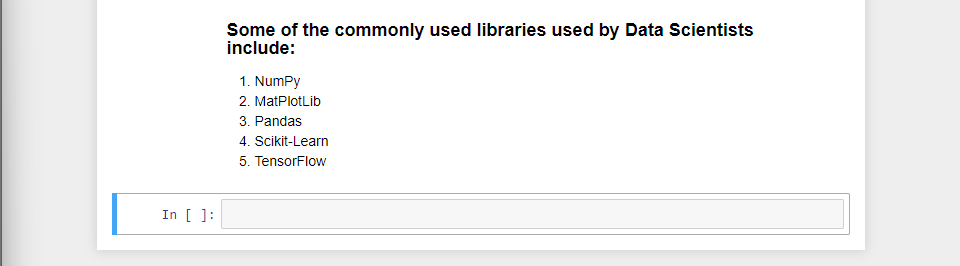 Some of the commonly used libraries used by Data Scientists
include:
1. NumPy
2. MatPlotLib
3. Pandas
4. Scikit-Learn
5. TensorFlow
In [ ]: